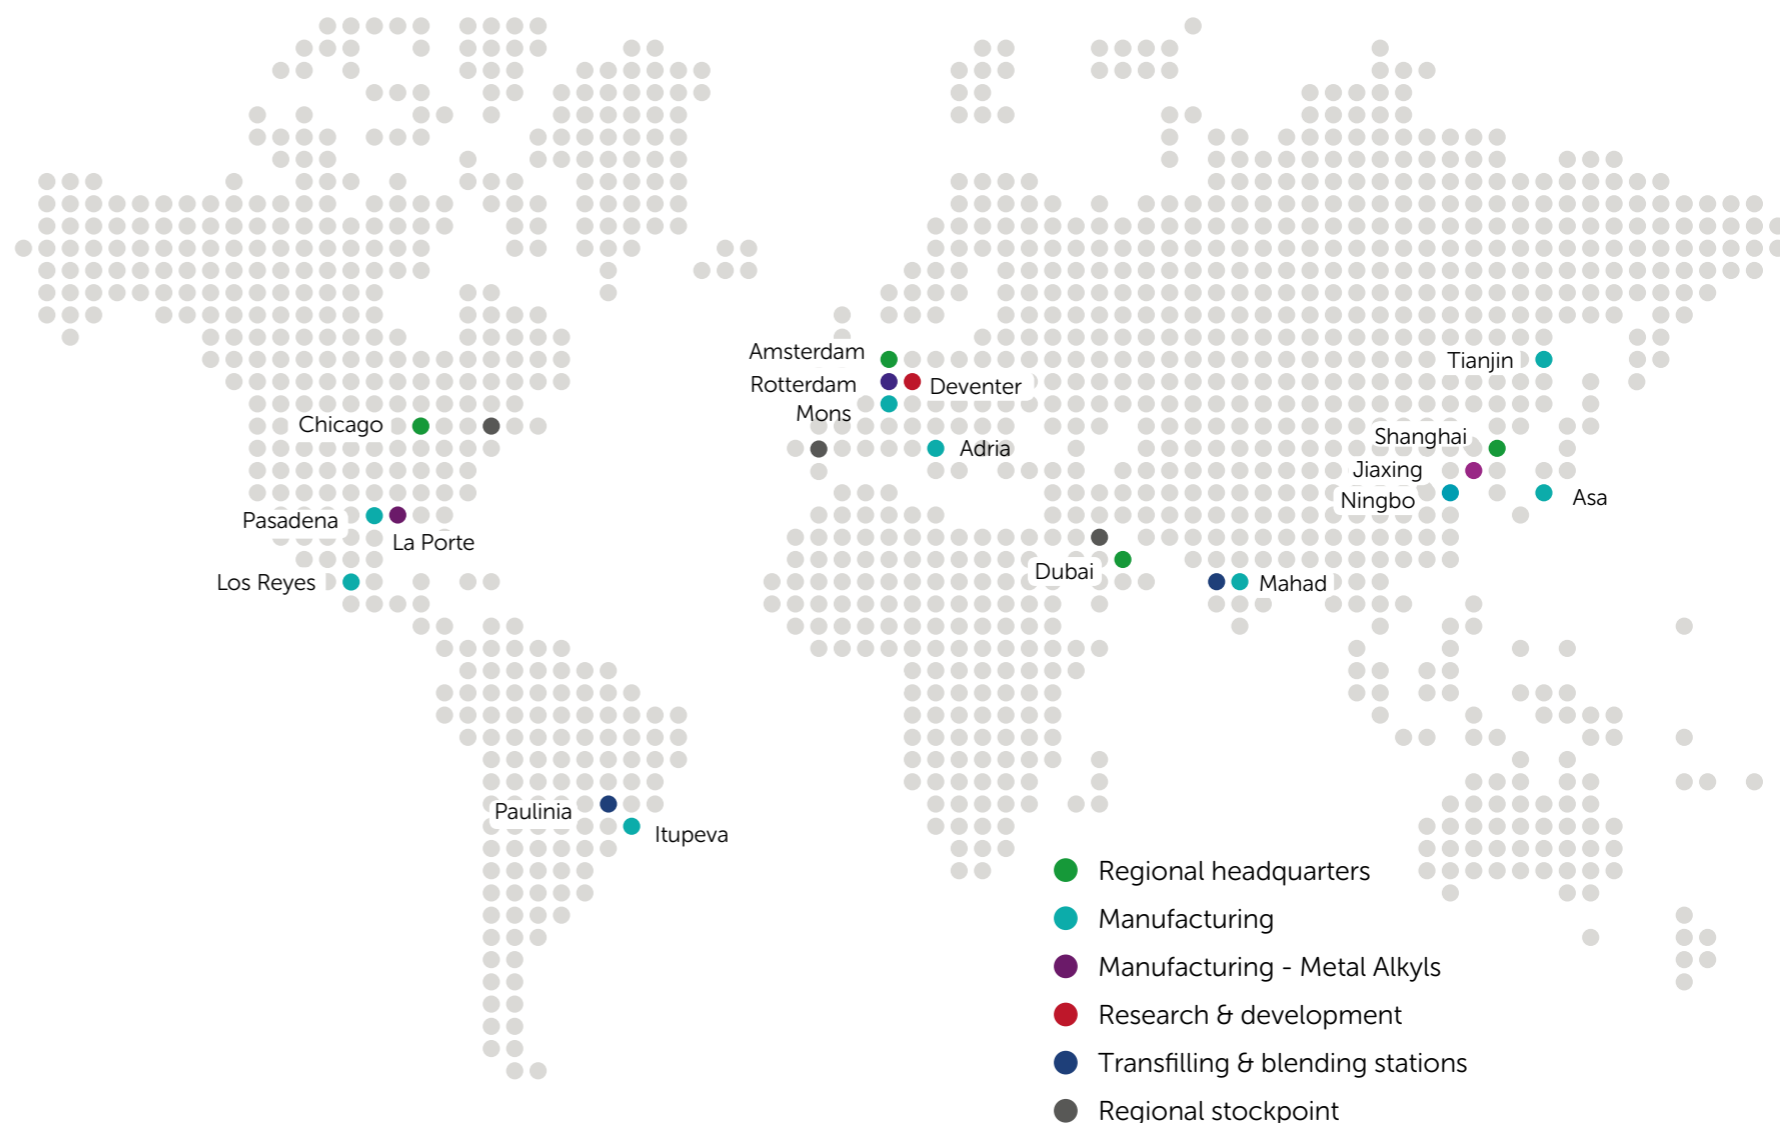 Amsterdam
Rotterdam
Deventer
Mons
Adria
Chicago
Pasadena
La Porte
Los Reyes
Paulinia
Itupeva
Dubai
Mahad
Tianjin
Shanghai
Jiaxing
Ningbo
Asa
Regional headquarters
Manufacturing
Manufacturing - Metal Alkyls
Research & development
Transfilling & blending stations
Regional stockpoint